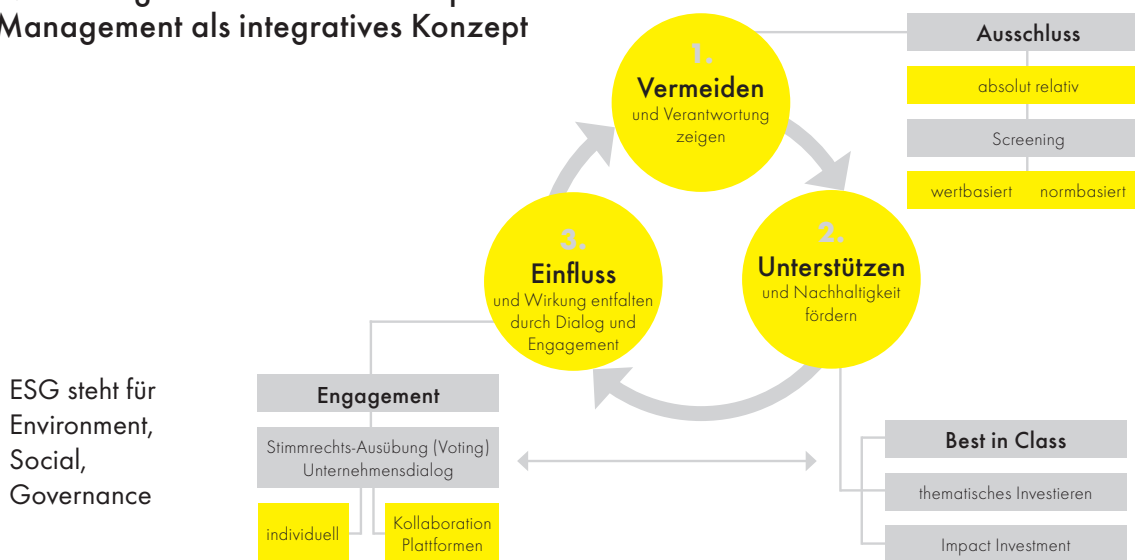 Management als integratives Konzept
1.
Vermeiden
und Verantwortung
zeigen
Ausschluss
absolut relativ
Screening
wertbasiert normbasiert
2.
Unterstützen
und Nachhaltigkeit
fördern
3.
Einfluss
und Wirkung entfalten
durch Dialog und
Engagement
ESG steht für
Environment,
Social,
Governance
Engagement
Stimmrechts-Ausübung (Voting)
Unternehmensdialog
individuell
Kollaboration
Plattformen
Best in Class
thematisches Investieren
Impact Investment